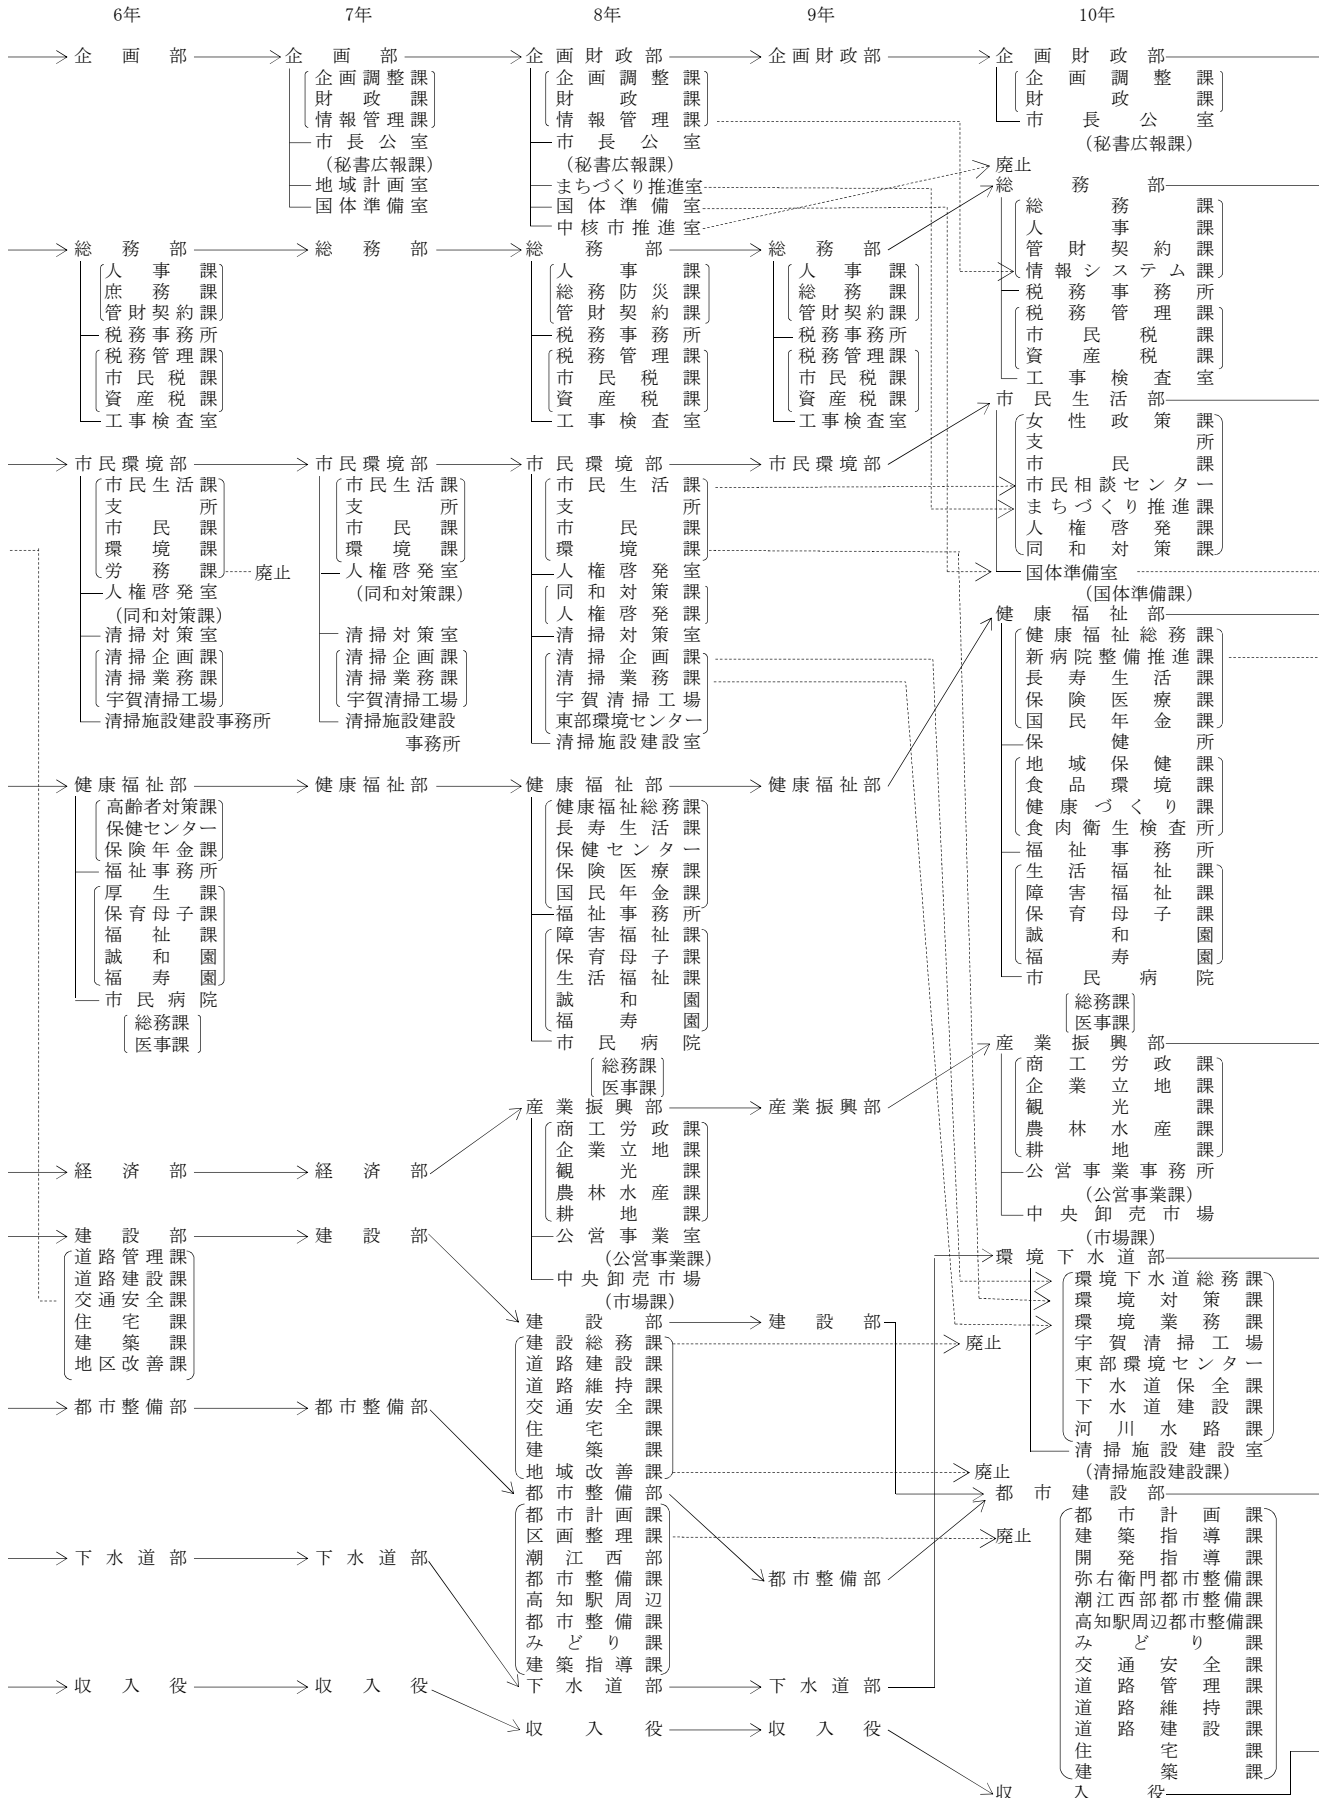 6年
7年
8年
9年
10年
企画部
企画部
企画調整課
財政課
情報管理課
市長公室
（秘書広報課）
地域計画室
国体準備室
企画財政部
企画調整課
財政課
情報管理課
市長公室
（秘書広報課）
まちづくり推進室
国体準備室
中核市推進室
企画財政部
企画財政部
企画調整課
財政課
市長公室
（秘書広報課）
廃止
総務部
人事課
庶務課
管財契約課
税務事務所
税務管理課
市民税課
資産税課
工事検査室
総務部
総務部
人事課
総務防災課
管財契約課
税務事務所
税務管理課
市民税課
資産税課
工事検査室
総務部
人事課
総務課
管財契約課
税務事務所
税務管理課
市民税課
資産税課
工事検査室
総務部
総務課
人事課
管財契約課
情報システム課
税務事務所
税務管理課
市民税課
資産税課
工事検査室
市民環境部
市民生活課
支所
市民課
環境課
労務課
廃止
人権啓発室
（同和対策課）
清掃対策室
清掃企画課
清掃業務課
宇賀清掃工場
清掃施設建設事務所
市民環境部
市民生活課
支所
市民課
環境課
人権啓発室
（同和対策課）
清掃対策室
清掃企画課
清掃業務課
宇賀清掃工場
清掃施設建設
事務所
市民環境部
市民生活課
支所
市民課
環境課
人権啓発室
同和対策課
人権啓発課
清掃対策室
清掃企画課
清掃業務課
宇賀清掃工場
東部環境センター
清掃施設建設室
市民環境部
市民生活部
女性政策課
支所
市民課
市民相談センター
まちづくり推進課
人権啓発課
同和対策課
国体準備室
（国体準備課）
健康福祉部
高齢者対策課
保健センター
保険年金課
福祉事務所
厚生課
保育母子課
福祉課
誠和園
福寿園
市民病院
総務課
医事課
健康福祉部
健康福祉部
健康福祉総務課
長寿生活課
保健センター
保険医療課
国民年金課
福祉事務所
障害福祉課
保育母子課
生活福祉課
誠和園
福寿園
市民病院
総務課
医事課
健康福祉部
健康福祉部
健康福祉総務課
新病院整備推進課
長寿生活課
保険医療課
国民年金課
保健所
地域保健課
食品環境課
健康づくり課
食肉衛生検査所
福祉事務所
生活福祉課
障害福祉課
保育母子課
誠和園
福寿園
市民病院
総務課
医事課
経済部
経済部
産業振興部
商工労政課
企業立地課
観光課
農林水産課
耕地課
公営事業室
（公営事業課）
中央卸売市場
（市場課）
産業振興部
産業振興部
商工労政課
企業立地課
観光課
農林水産課
耕地課
公営事業事務所
（公営事業課）
中央卸売市場
（市場課）
建設部
道路管理課
道路建設課
交通安全課
住宅課
建築課
地区改善課
建設部
建設部
建設総務課
道路建設課
道路維持課
交通安全課
住宅課
建築課
地域改善課
建設部
廃止
廃止
環境下水道部
環境下水道総務課
環境対策課
環境業務課
宇賀清掃工場
東部環境センター
下水道保全課
下水道建設課
河川水路課
清掃施設建設室
（清掃施設建設課）
都市整備部
都市整備部
都市整備部
都市計画課
区画整理課
潮江西部
都市整備課
高知駅周辺
都市整備課
みどり課
建築指導課
都市整備部
廃止
都市建設部
都市計画課
建築指導課
開発指導課
弥右衛門都市整備課
潮江西部都市整備課
高知駅周辺都市整備課
みどり課
交通安全課
道路管理課
道路維持課
道路建設課
住宅課
建築課
下水道部
下水道部
下水道部
下水道部
収入役
収入役
収入役
収入役
収入役